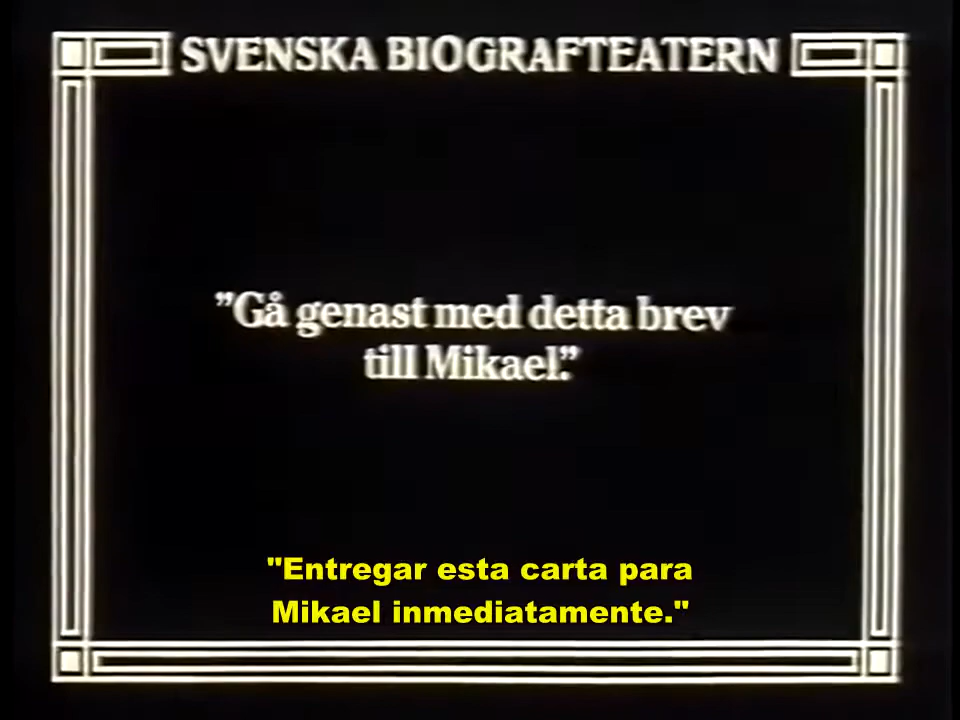 SVENSKA BIOGRAFTEATERN
”Gå genast med detta brev
till Mikael.”
"Entregar esta carta para
Mikael inmediatamente."